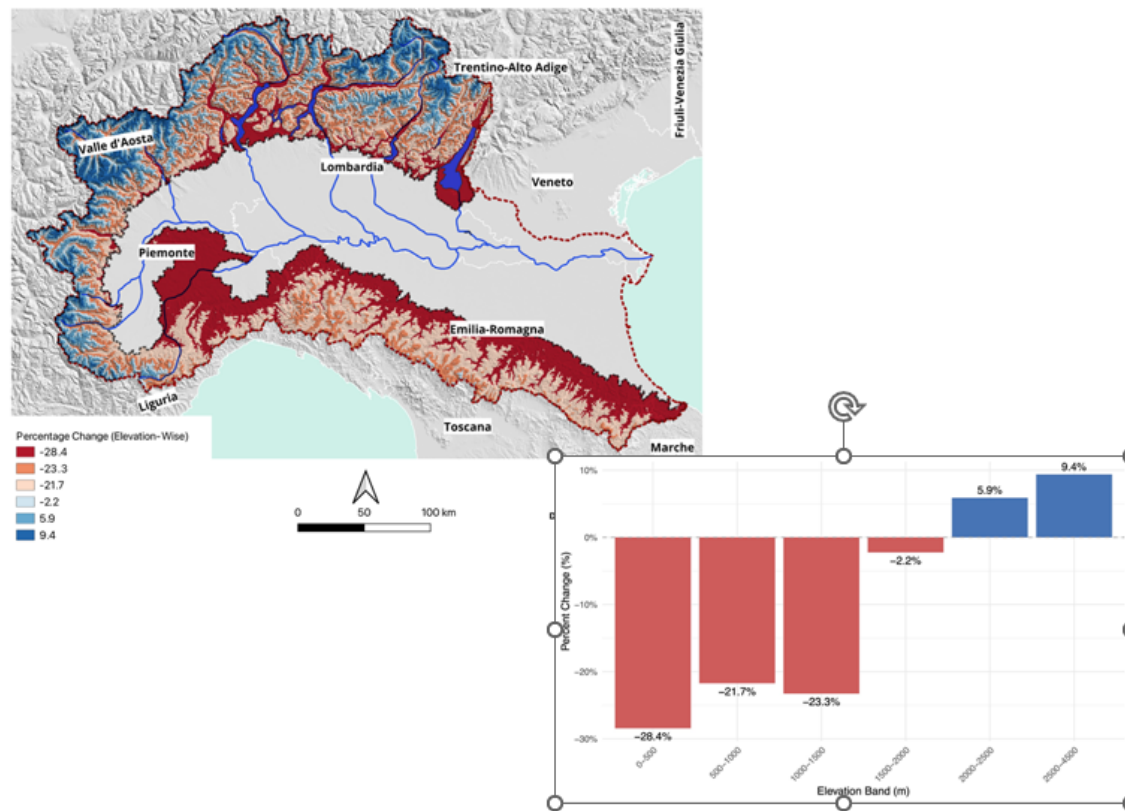 Friuli-Venezia Giulia
Trentino-Alto Adige
Valle d'Aosta
Lombardia
Veneto
Piemonte
Emilia-Romagna
Liguria
Toscana
Marche
Percentage Change (Elevation-Wise)
-28.4
-23.3
-21.7
-2.2
5.9
9.4
0 50 100 km
Percent Change (%)
10%
0%
−10%
−20%
−30%
−28.4%
−21.7%
−23.3%
−2.2%
5.9%
9.4%
0−500
500−1000
1000−1500
1500−2000
2000−2500
2500−4500
Elevation Band (m)